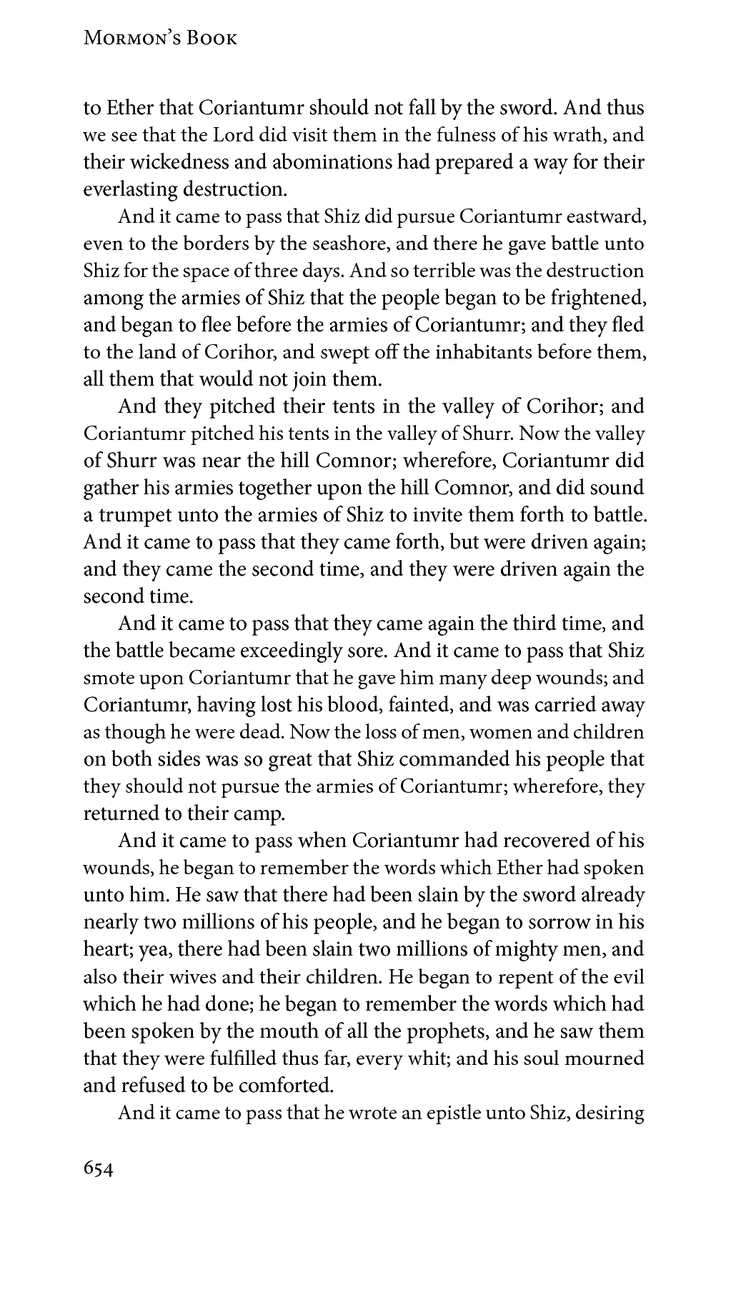 Mormon's Book
to Ether that Coriantumr should not fall by the sword. And thus
we see that the Lord did visit them in the fulness of his wrath, and
their wickedness and abominations had prepared a way for their
everlasting destruction.
And it came to pass that Shiz did pursue Coriantumr eastward,
even to the borders by the seashore, and there he gave battle unto
Shiz for the space of three days. And so terrible was the destruction
among the armies of Shiz that the people began to be frightened,
and began to flee before the armies of Coriantumr; and they fled
to the land of Corihor, and swept off the inhabitants before them,
all them that would not join them.
And they pitched their tents in the valley of Corihor; and
Coriantumr pitched his tents in the valley of Shurr. Now the valley
of Shurr was near the hill Comnor; wherefore, Coriantumr did
gather his armies together upon the hill Comnor, and did sound
a trumpet unto the armies of Shiz to invite them forth to battle.
And it came to pass that they came forth, but were driven again;
and they came the second time, and they were driven again the
second time.
And it came to pass that they came again the third time, and
the battle became exceedingly sore. And it came to pass that Shiz
smote upon Coriantumr that he gave him many deep wounds; and
Coriantumr, having lost his blood, fainted, and was carried away
as though he were dead. Now the loss of men, women and children
on both sides was so great that Shiz commanded his people that
they should not pursue the armies of Coriantumr; wherefore, they
returned to their camp.
And it came to pass when Coriantumr had recovered of his
wounds, he began to remember the words which Ether had spoken
unto him. He saw that there had been slain by the sword already
nearly two millions of his people, and he began to sorrow in his
heart; yea, there had been slain two millions of mighty men, and
also their wives and their children. He began to repent of the evil
which he had done; he began to remember the words which had
been spoken by the mouth of all the prophets, and he saw them
that they were fulfilled thus far, every whit; and his soul mourned
and refused to be comforted.
And it came to pass that he wrote an epistle unto Shiz, desiring
654